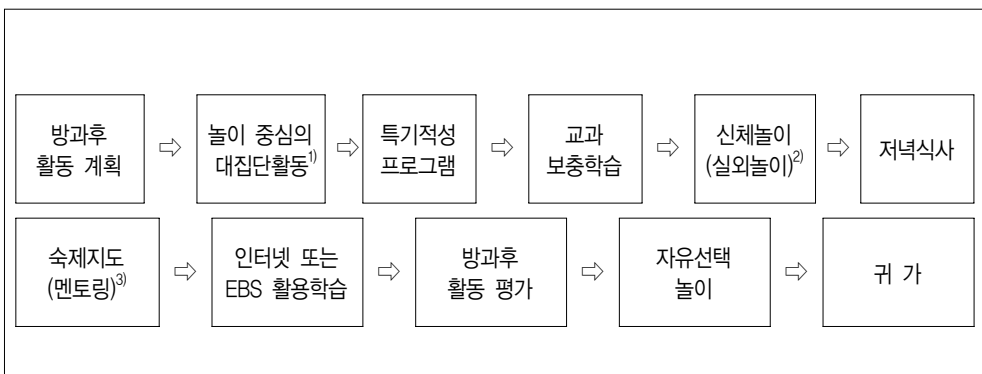 방과후
활동 계획
⇨
놀이 중심의
대집단활동1)
⇨
특기적성
프로그램
⇨
교과
보충학습
⇨
신체놀이
(실외놀이)2)
⇨
저녁식사
숙제지도
(멘토링)3)
⇨
인터넷 또는
EBS 활용학습
⇨
방과후
활동 평가
⇨
자유선택
놀이
⇨
귀 가